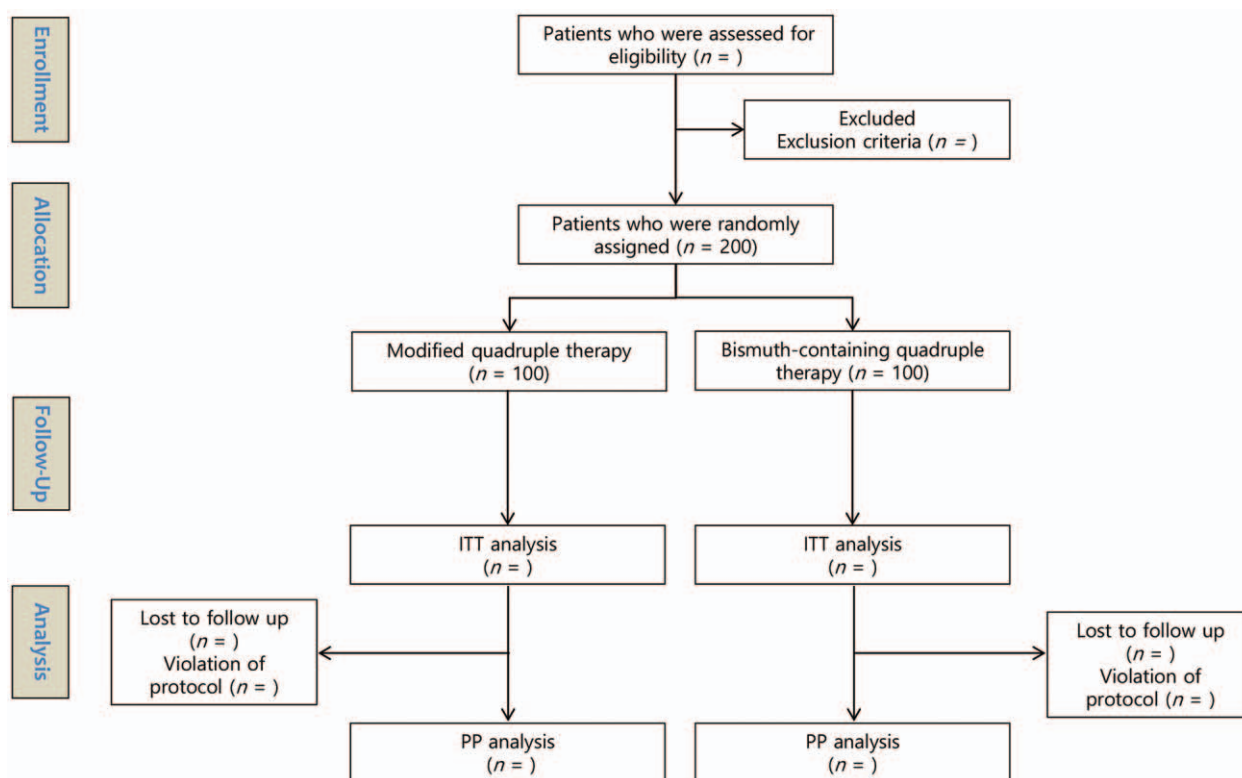 Enrollment
Patients who were assessed for
eligibility (n = )
Excluded
Exclusion criteria (n = )
Allocation
Patients who were randomly
assigned (n = 200)
Modified quadruple therapy
(n = 100)
Bismuth-containing quadruple
therapy (n = 100)
Follow-Up
ITT analysis
(n = )
ITT analysis
(n = )
Analysis
Lost to follow up
(n = )
Violation of
protocol (n = )
Lost to follow up
(n = )
Violation of
protocol (n = )
PP analysis
(n = )
PP analysis
(n = )